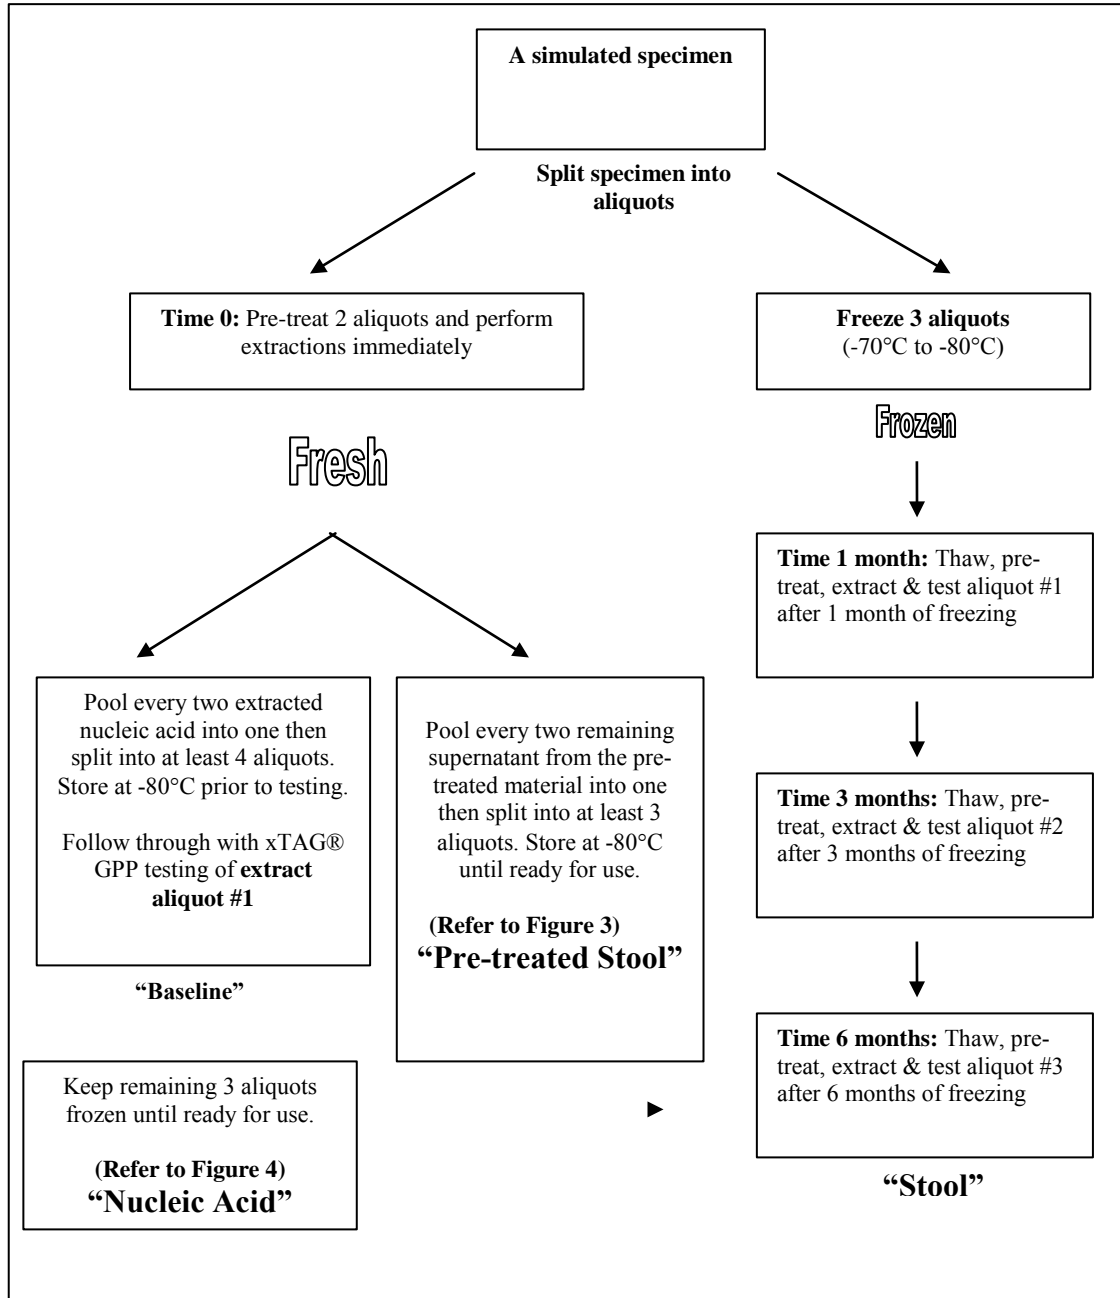 A simulated specimen
Split specimen into
aliquots
Time 0: Pre-treat 2 aliquots and perform
extractions immediately
Freeze 3 aliquots
(-70°C to -80°C)
Fresh
Frozen
Time 1 month: Thaw, pre-
treat, extract & test aliquot #1
after 1 month of freezing
Pool every two extracted
nucleic acid into one then
split into at least 4 aliquots.
Store at -80°C prior to testing.
Follow through with xTAG®
GPP testing of extract
aliquot #1
"Baseline"
Pool every two remaining
supernatant from the pre-
treated material into one
then split into at least 3
aliquots. Store at -80°C
until ready for use.
(Refer to Figure 3)
“Pre-treated Stool”
Time 3 months: Thaw, pre-
treat, extract & test aliquot #2
after 3 months of freezing
Keep remaining 3 aliquots
frozen until ready for use.
(Refer to Figure 4)
“Nucleic Acid”
Time 6 months: Thaw, pre-
treat, extract & test aliquot #3
after 6 months of freezing
“Stool”